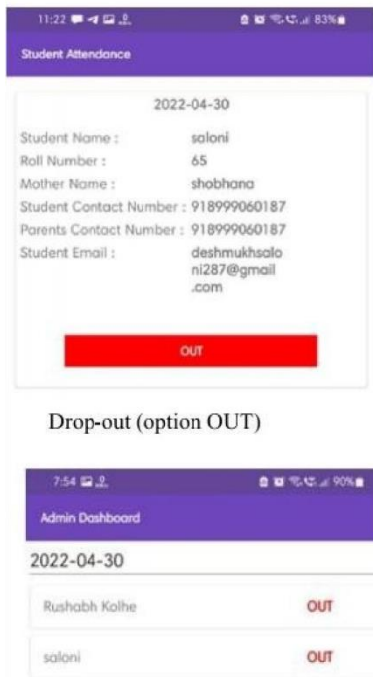 11:22 83%
Student Attendance
2022-04-30
Student Name : saloni
Roll Number : 65
Mother Name : shobhana
Student Contact Number : 918999060187
Parents Contact Number : 918999060187
Student Email : deshmukhsalo
ni287@gmail
.com
OUT
Drop-out (option OUT)
7:54 90%
Admin Dashboard
2022-04-30
Rushabh Kolhe OUT
saloni OUT